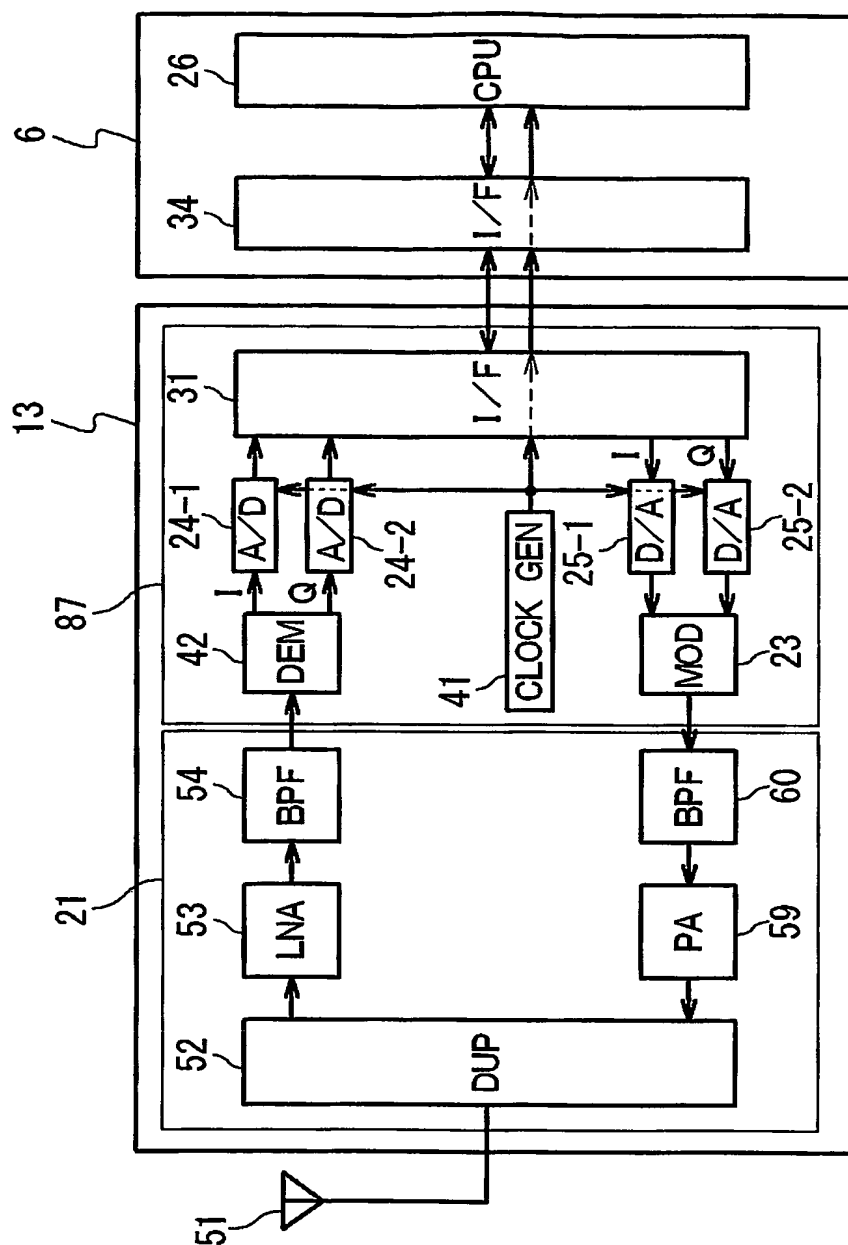 6
26
CPU
34
I/F
13
31
I/F
87
24-1
A/D
A/D
24-2
I
Q
42
DEM
41
CLOCK GEN
I
Q
25-1
D/A
D/A
25-2
MOD
23
21
54
BPF
53
LNA
52
DUP
BPF
60
PA
59
51